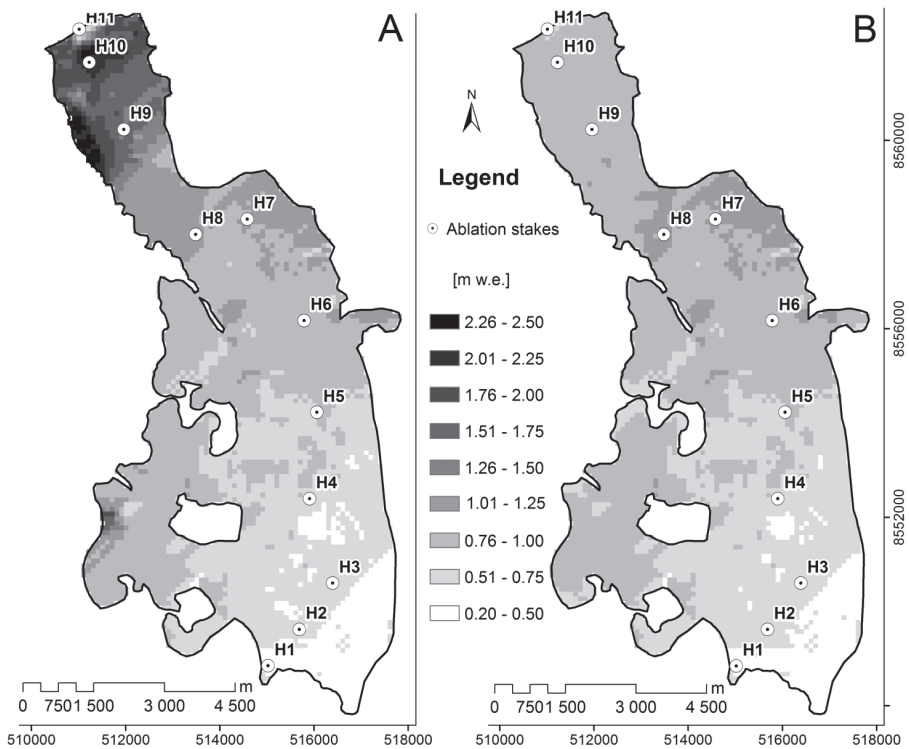 A
H11
H10
H9
H8
H7
H6
H5
H4
H3
H2
H1
0 750 1 500 3 000 4 500 m
510000 512000 514000 516000 518000
N
Legend
Ablation stakes
[m w.e.]
2.26 - 2.50
2.01 - 2.25
1.76 - 2.00
1.51 - 1.75
1.26 - 1.50
1.01 - 1.25
0.76 - 1.00
0.51 - 0.75
0.20 - 0.50
B
H11
H10
H9
H8
H7
H6
H5
H4
H3
H2
H1
0 750 1 500 3 000 4 500 m
510000 512000 514000 516000 518000
8560000
8556000
8552000